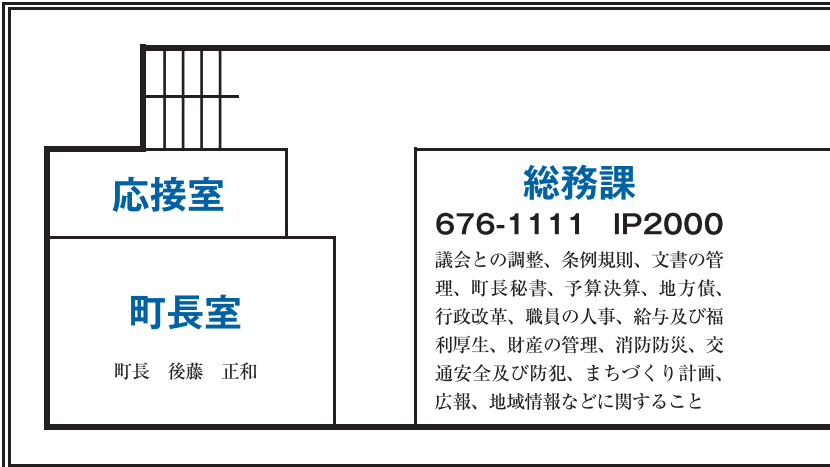 応接室
町長室
町長　後藤　正和
総務課
676-1111　IP2000
議会との調整、条例規則、文書の管
理、町長秘書、予算決算、地方債、
行政改革、職員の人事、給与及び福
利厚生、財産の管理、消防防災、交
通安全及び防犯、まちづくり計画、
広報、地域情報などに関すること